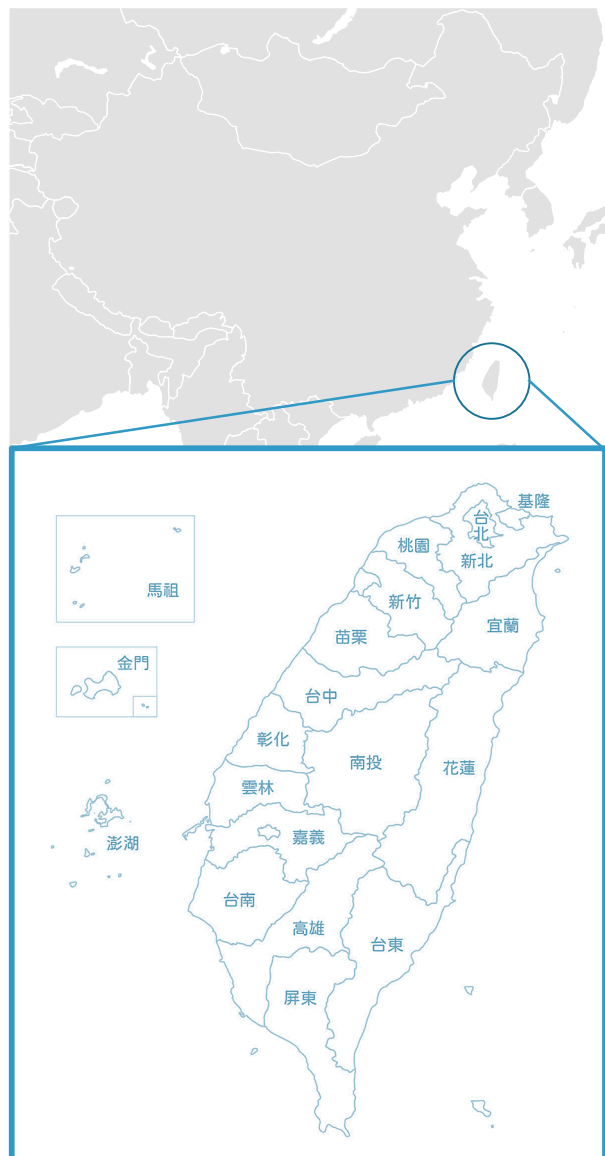 基隆
台
北
桃園
新北
馬祖
新竹
宜蘭
苗栗
金門
台中
彰化
南投
花蓮
雲林
嘉義
澎湖
台南
高雄
台東
屏東